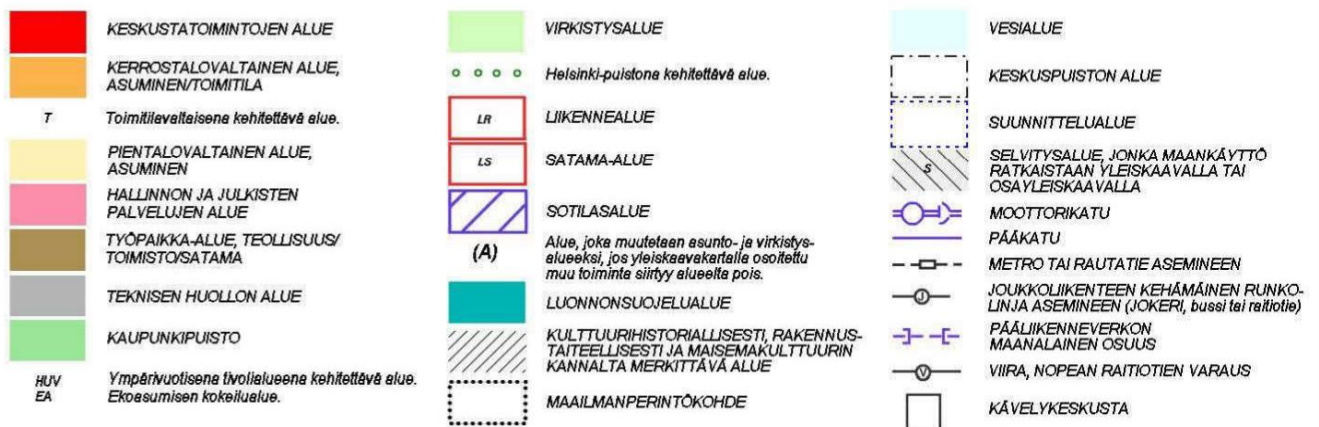 KESKUSTATOIMINTOJEN ALUE
KERROSTALOVALTAINEN ALUE,
ASUMINEN/TOIMITILA
T
Toimitilavaltaisena kehitettävä alue.
PIENTALOVALTAINEN ALUE,
ASUMINEN
HALLINNON JA JULKISTEN
PALVELUJEN ALUE
TYÖPAIKKA-ALUE, TEOLLISUUS/
TOIMISTO/SATAMA
TEKNISEN HUOLLON ALUE
KAUPUNKIPUISTO
HUV Ympärivuotisena tivolialueena kehitettävä alue.
EA Ekoasumisen kokeilualue.
VIRKISTYSALUE
Helsinki-puistona kehitettävä alue.
LR LIIKENNEALUE
LS SATAMA-ALUE
SOTILASALUE
(A) Alue, joka muutetaan asunto- ja virkistys-
alueeksi, jos yleiskaavakartalla osoitettu
muu toiminta siirtyy alueelta pois.
LUONNONSUOJELUALUE
KULTTUURIHISTORIALLISESTI, RAKENNUS-
TAITEELLISESTI JA MAISEMAKULTTUURIN
KANNALTA MERKITTÄVÄ ALUE
MAAILMANPERINTÖKOHDE
VESIALUE
KESKUSPUISTON ALUE
SUUNNITTELUALUE
SELVITYSALUE, JONKA MAANKÄYTTÖ
S RATKAISTAAN YLEISKAAVALLA TAI
OSAYLEISKAAVALLA
MOOTTORIKATU
PÄÄKATU
METRO TAI RAUTATIE ASEMINEEN
J JOUKKOLIIKENTEEN KEHÄMÄINEN RUNKO-
LINJA ASEMINEEN (JOKERI, bussi tai raitiotie)
PÄÄLIIKENNEVERKON
MAANALAINEN OSUUS
V VIIRA, NOPEAN RAITIOTIEN VARAUS
KÄVELYKESKUSTA